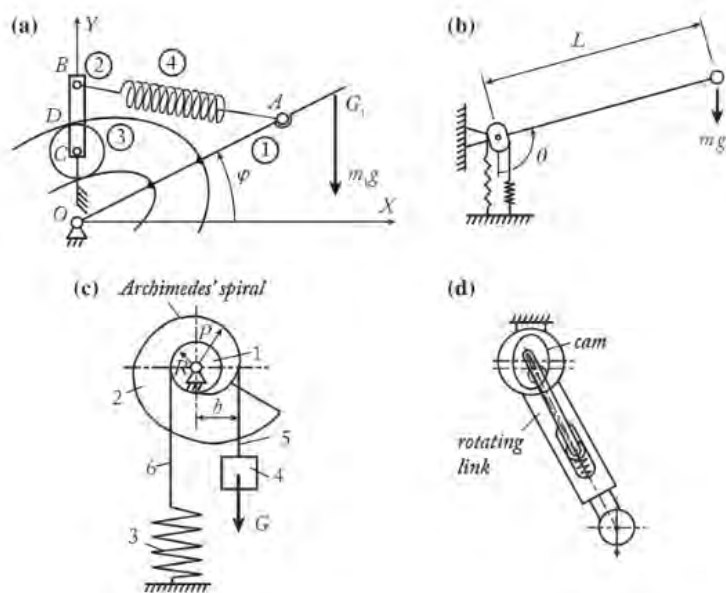 (a)
Y
B
2
4
D
3
C
A
G₁
1
φ
m₁g
O
X
(b)
L
θ
mg
(c)
Archimedes' spiral
ρ
1
R
2
h
5
6
4
3
G
(d)
cam
rotating
link